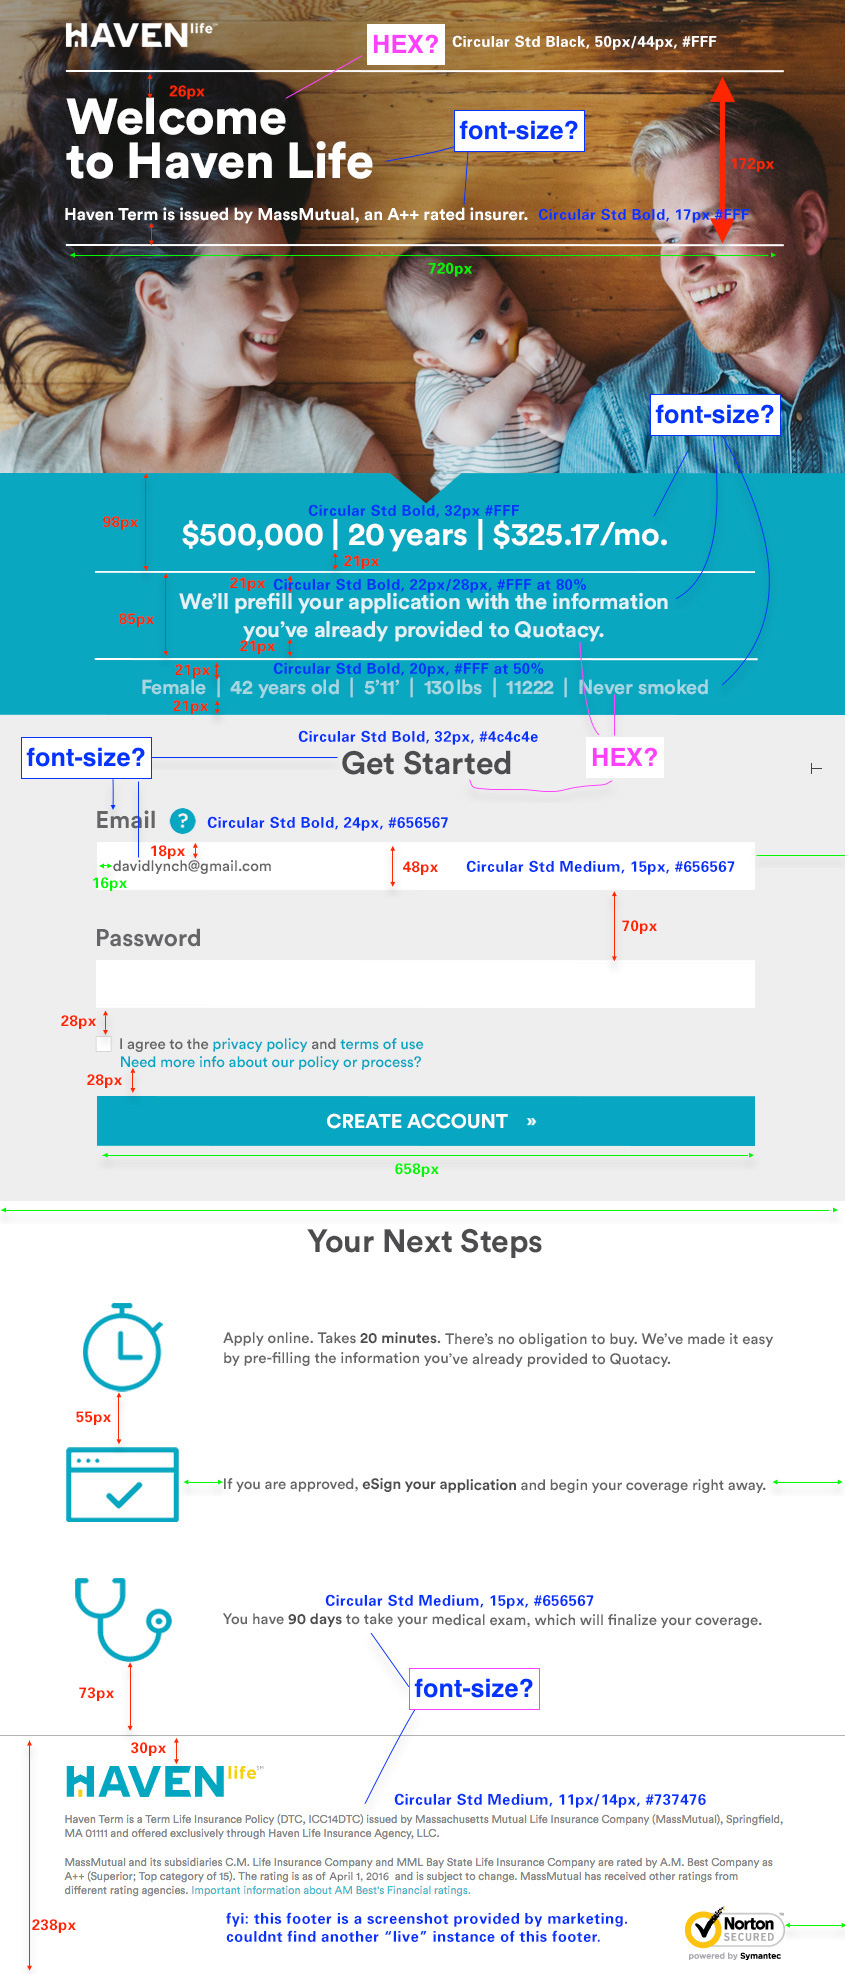 HAVEN life™
HEX?
Circular Std Black, 50px/44px, #FFF
26px
Welcome
to Haven Life
font-size?
172px
Haven Term is issued by MassMutual, an A++ rated insurer.
Circular Std Bold, 17px #FFF
720px
font-size?
Circular Std Bold, 32px #FFF
98px
$500,000 | 20 years | $325.17/mo.
21px
21px
Circular Std Bold, 22px/28px, #FFF at 80%
We'll prefill your application with the information
85px
you've already provided to Quotacy.
21px
21px
Circular Std Bold, 20px, #FFF at 50%
Female | 42 years old | 5'11' | 130lbs | 11222 | Never smoked
21px
Circular Std Bold, 32px, #4c4c4e
font-size?
Get Started
HEX?
Email ?
Circular Std Bold, 24px, #656567
18px
davidlynch@gmail.com
48px
Circular Std Medium, 15px, #656567
16px
70px
Password
28px
I agree to the privacy policy and terms of use
Need more info about our policy or process?
28px
CREATE ACCOUNT »
658px
Your Next Steps
Apply online. Takes 20 minutes. There's no obligation to buy. We've made it easy
by pre-filling the information you've already provided to Quotacy.
55px
If you are approved, eSign your application and begin your coverage right away.
Circular Std Medium, 15px, #656567
You have 90 days to take your medical exam, which will finalize your coverage.
font-size?
73px
30px
HAVEN life™
Circular Std Medium, 11px/14px, #737476
Haven Term is a Term Life Insurance Policy (DTC, ICC14DTC) issued by Massachusetts Mutual Life Insurance Company (MassMutual), Springfield,
MA 01111 and offered exclusively through Haven Life Insurance Agency, LLC.
MassMutual and its subsidiaries C.M. Life Insurance Company and MML Bay State Life Insurance Company are rated by A.M. Best Company as
A++ (Superior; Top category of 15). The rating is as of April 1, 2016 and is subject to change. MassMutual has received other ratings from
different rating agencies. Important information about AM Best's Financial ratings.
238px
fyi: this footer is a screenshot provided by marketing.
couldnt find another "live" instance of this footer.
Norton
SECURED
powered by Symantec